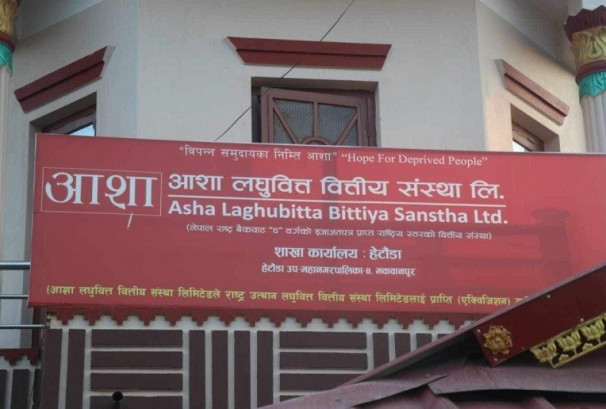 "विपन्न समुदायका निम्ति आशा" "Hope For Deprived People"
आशा
आशा लघुवित्त वित्तीय संस्था लि.
Asha Laghubitta Bittiya Sanstha Ltd.
(नेपाल राष्ट्र बैंकबाट "घ" वर्गको इजाजतपत्र प्राप्त राष्ट्रिय स्तरको वित्तीय संस्था)
शाखा कार्यालय : हेटौंडा
हेटौंडा उप-महानगरपालिका-४, मकवानपुर
(आशा लघुवित्त वित्तीय संस्था लिमिटेडले राष्ट्र उत्थान लघुवित्त वित्तीय संस्था लिमिटेडलाई प्राप्ति (एक्विजिशन)